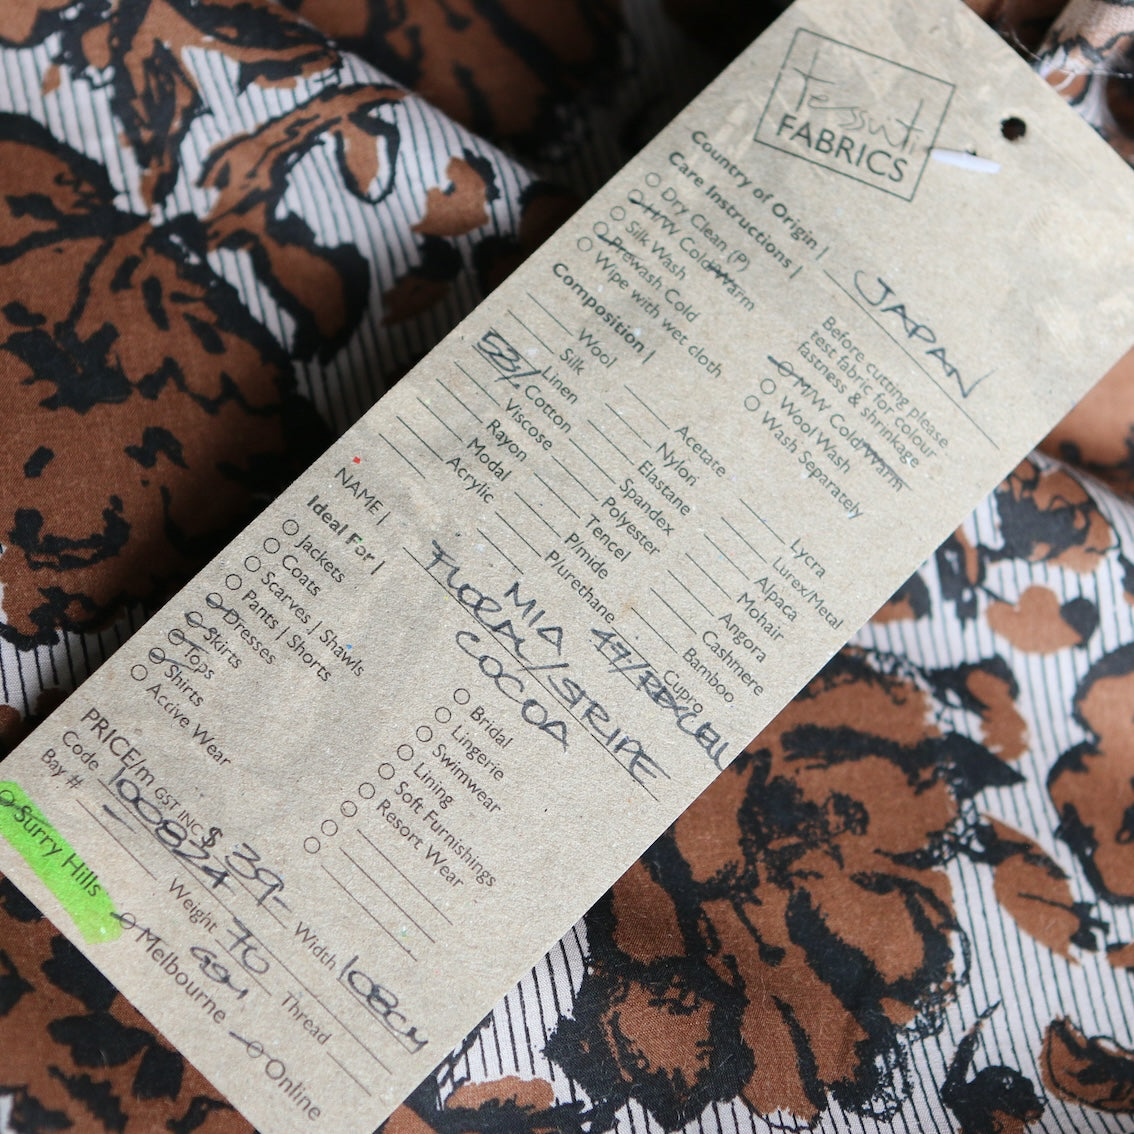 Tessuti
FABRICS
Country of Origin | JAPAN
Care Instructions |
Dry Clean (P)
H/W Cold/Warm
Silk Wash
Prewash Cold
Wipe with wet cloth
Before cutting please
test fabric for colour
fastness & shrinkage
M/W Cold/Warm
Wool Wash
Wash Separately
Composition |
Wool
Silk
Linen
53% Cotton
Viscose
Rayon
Modal
Acrylic
Acetate
Nylon
Elastane
Spandex
Polyester
Tencel
P/mide
P/urethane
Lycra
Lurex/Metal
Alpaca
Mohair
Angora
Cashmere
Bamboo
Cupro
47%
NAME | MIA
FLORAL/STRIPE
COCOA
Ideal For |
Jackets
Coats
Scarves | Shawls
Pants | Shorts
Dresses
Skirts
Tops
Shirts
Active Wear
Bridal
Lingerie
Swimwear
Lining
Soft Furnishings
Resort Wear
PRICE/m GST INC $ 39-
Code 100824
Width 108cm
Bay #
Weight 70
GSM
Thread
Surry Hills
Melbourne
Online